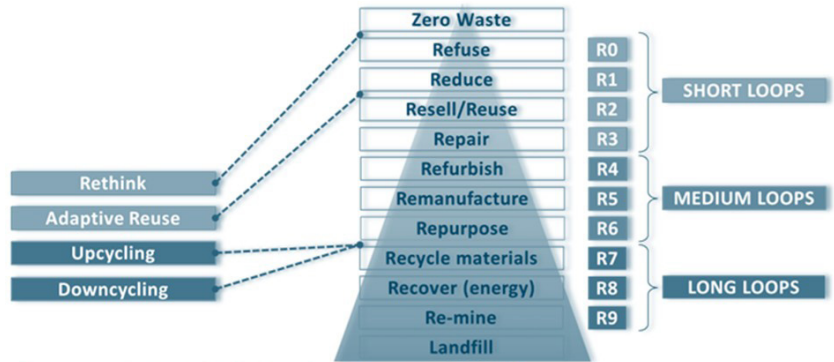 Zero Waste
Refuse R0
Reduce R1
SHORT LOOPS
Resell/Reuse R2
Repair R3
Rethink
Refurbish R4
Adaptive Reuse
Remanufacture R5
MEDIUM LOOPS
Repurpose R6
Upcycling
Recycle materials R7
Downcycling
Recover (energy) R8
LONG LOOPS
Re-mine R9
Landfill